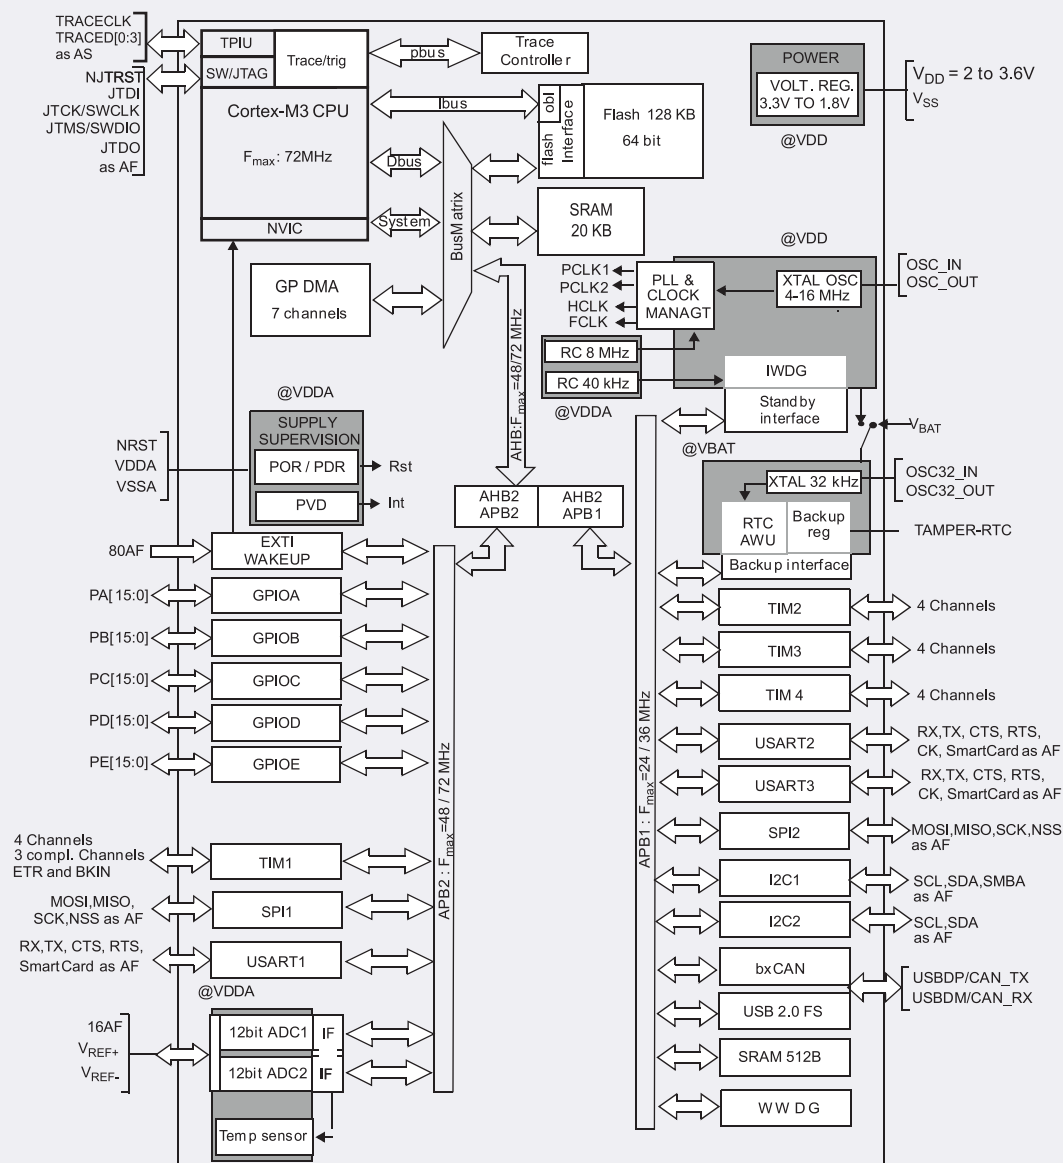 TRACECLK
TRACED[0:3]
as AS
NJTRST
JTDI
JTCK/SWCLK
JTMS/SWDIO
JTDO
as AF
TPIU
SW/JTAG
Trace/trig
Cortex-M3 CPU
Fmax: 72MHz
NVIC
pbus
Trace
Controller
Ibus
Dbus
System
BusMatrix
flash obl
Interface
Flash 128 KB
64 bit
SRAM
20 KB
GP DMA
7 channels
POWER
VOLT. REG.
3.3V TO 1.8V
@VDD
VDD = 2 to 3.6V
VSS
@VDD
PCLK1
PCLK2
HCLK
FCLK
PLL &
CLOCK
MANAGT
XTAL OSC
4-16 MHz
OSC_IN
OSC_OUT
RC 8 MHz
RC 40 kHz
@VDDA
IWDG
Stand by
interface
VBAT
@VBAT
XTAL 32 kHz
OSC32_IN
OSC32_OUT
RTC
AWU
Backup
reg
TAMPER-RTC
Backup interface
AHB:Fmax=48/72 MHz
@VDDA
SUPPLY
SUPERVISION
NRST
VDDA
VSSA
POR / PDR
Rst
PVD
Int
AHB2
APB2
AHB2
APB1
80AF
EXTI
WAKEUP
PA[ 15:0]
GPIOA
PB[15:0]
GPIOB
PC[15:0]
GPIOC
PD[15:0]
GPIOD
PE[15:0]
GPIOE
4 Channels
3 compl. Channels
ETR and BKIN
TIM1
MOSI,MISO,
SCK,NSS as AF
SPI1
RX,TX, CTS, RTS,
SmartCard as AF
USART1
@VDDA
16AF
VREF+
VREF-
12bit ADC1 IF
12bit ADC2 IF
Temp sensor
APB2 : Fmax=48 / 72 MHz
APB1 : Fmax=24 / 36 MHz
TIM2
4 Channels
TIM3
4 Channels
TIM 4
4 Channels
USART2
RX,TX, CTS, RTS,
CK, SmartCard as AF
USART3
RX,TX, CTS, RTS,
CK, SmartCard as AF
SPI2
MOSI,MISO,SCK,NSS
as AF
I2C1
SCL,SDA,SMBA
as AF
I2C2
SCL,SDA
as AF
bxCAN
USBDP/CAN_TX
USBDM/CAN_RX
USB 2.0 FS
SRAM 512B
WW DG